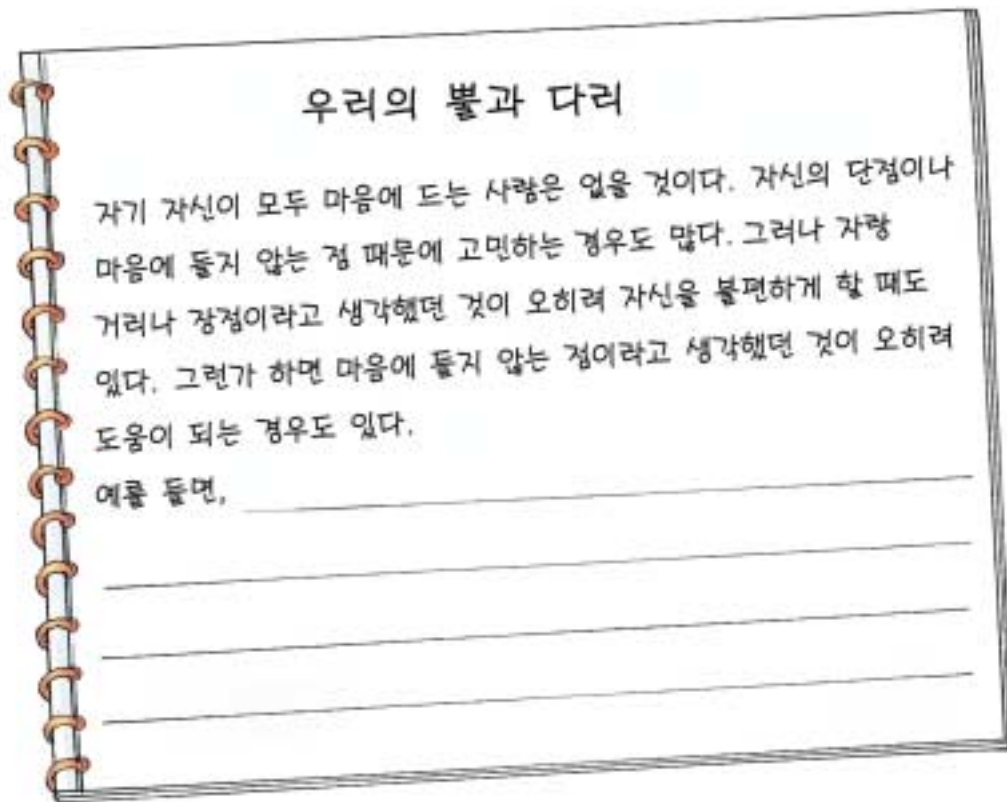 우리의 뿔과 다리
자기 자신이 모두 마음에 드는 사람은 없을 것이다. 자신의 단점이나
마음에 들지 않는 점 때문에 고민하는 경우도 많다. 그러나 자랑
거리나 장점이라고 생각했던 것이 오히려 자신을 불편하게 할 때도
있다. 그런가 하면 마음에 들지 않는 점이라고 생각했던 것이 오히려
도움이 되는 경우도 있다.
예를 들면,